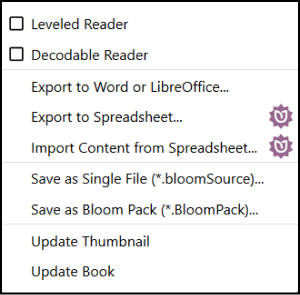 Leveled Reader
Decodable Reader
Export to Word or LibreOffice...
Export to Spreadsheet...
Import Content from Spreadsheet...
Save as Single File (*.bloomSource)...
Save as Bloom Pack (*.BloomPack)...
Update Thumbnail
Update Book